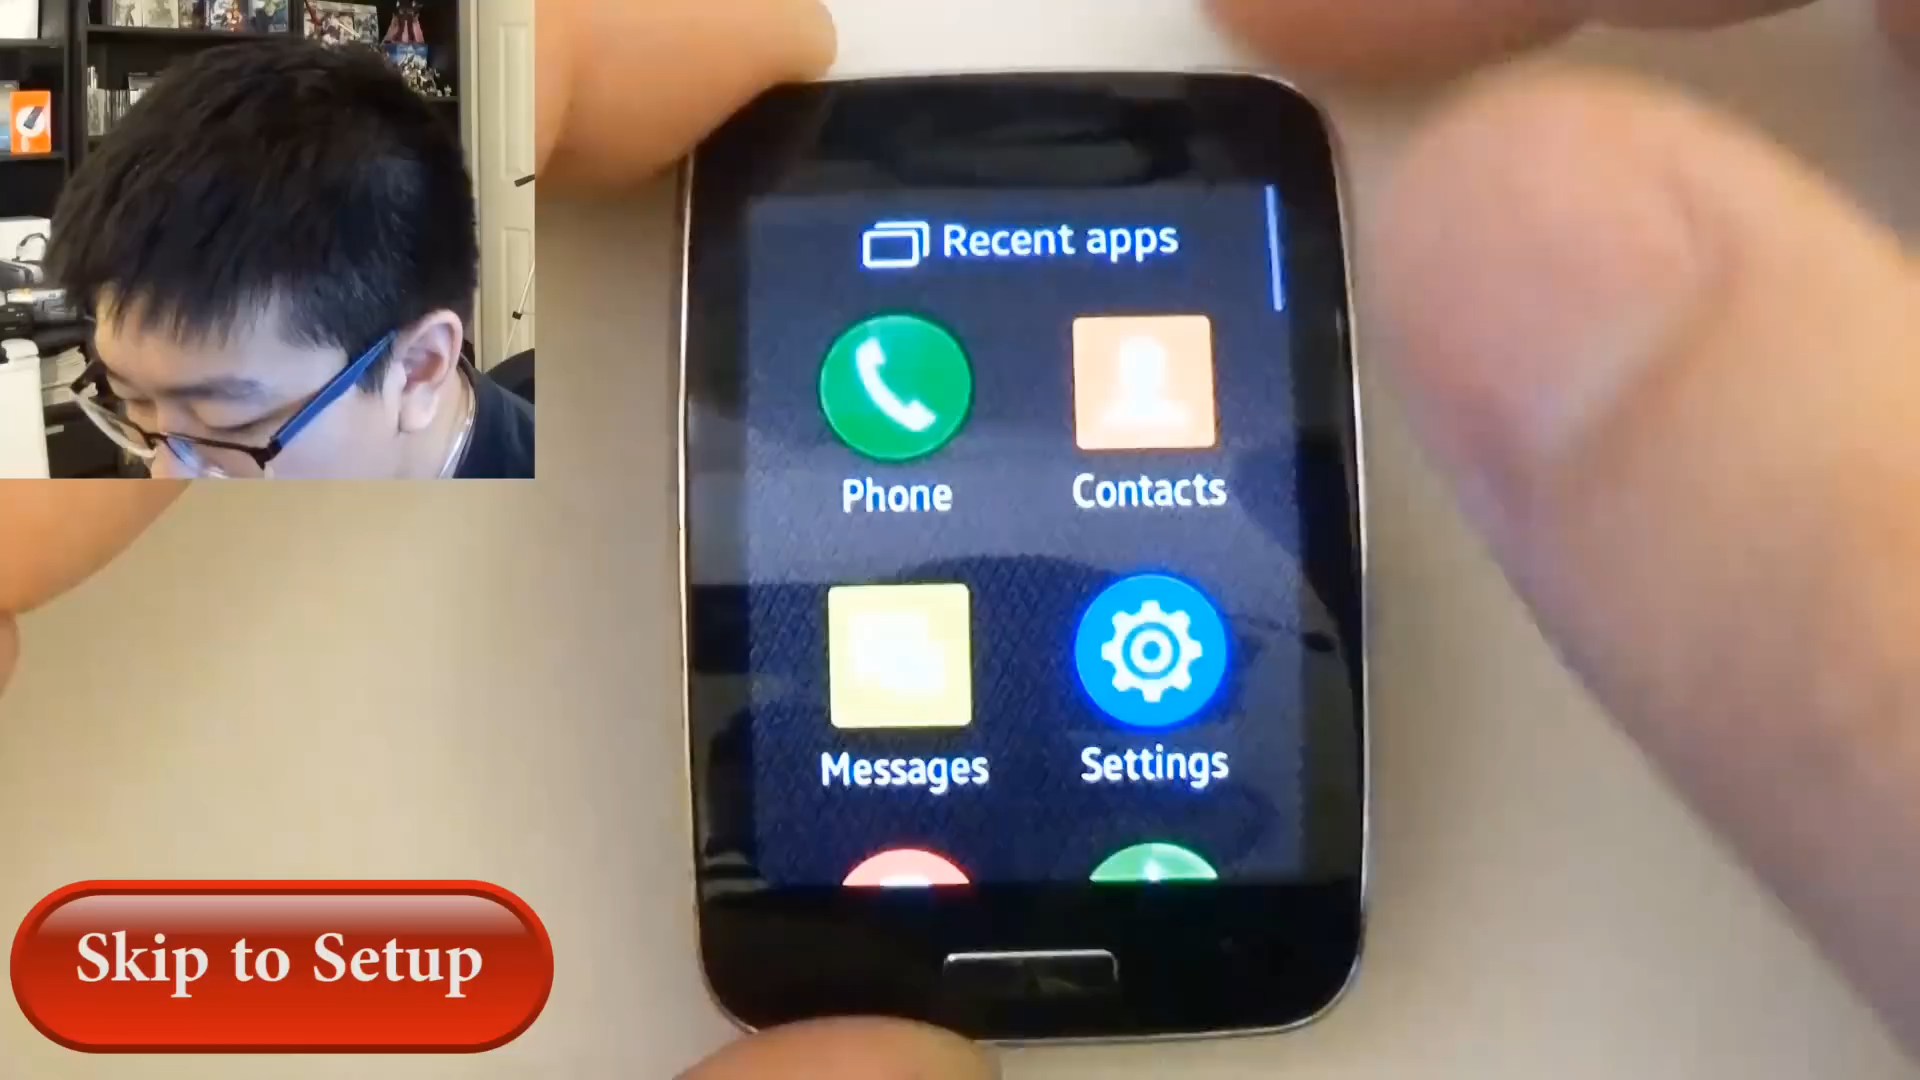 Recent apps
Phone
Contacts
Messages
Settings
Skip to Setup